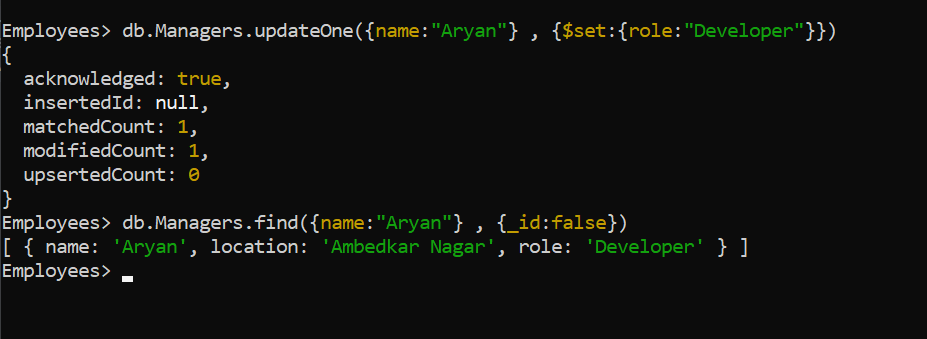 Employees> db.Managers.updateOne({name:"Aryan"} , {$set:{role:"Developer"}})
{
  acknowledged: true,
  insertedId: null,
  matchedCount: 1,
  modifiedCount: 1,
  upsertedCount: 0
}
Employees> db.Managers.find({name:"Aryan"} , {_id:false})
[ { name: 'Aryan', location: 'Ambedkar Nagar', role: 'Developer' } ]
Employees>